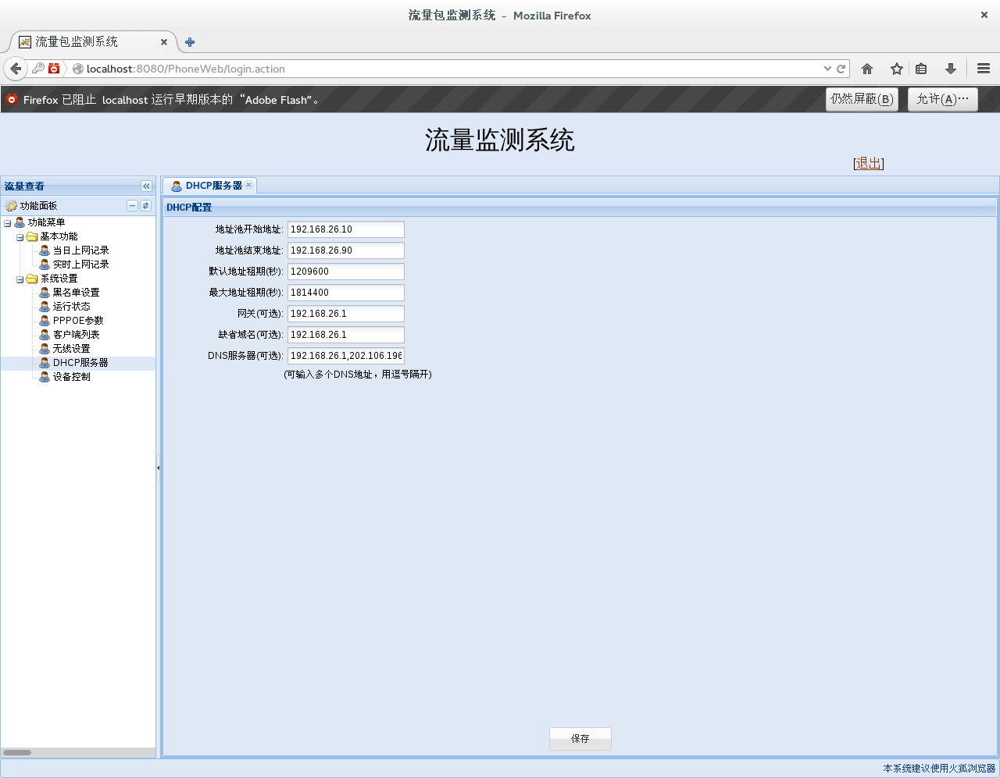 流量包监测系统 - Mozilla Firefox
流量包监测系统
localhost:8080/PhoneWeb/login.action
Firefox 已阻止 localhost 运行早期版本的“Adobe Flash”。
仍然屏蔽(B)
允许(A)…
流量监测系统
[退出]
流量查看
DHCP服务器
功能面板
DHCP配置
功能菜单
基本功能
当日上网记录
实时上网记录
系统设置
黑名单设置
运行状态
PPPOE参数
客户端列表
无线设置
DHCP服务器
设备控制
地址池开始地址: 192.168.26.10
地址池结束地址: 192.168.26.90
默认地址租期(秒): 1209600
最大地址租期(秒): 1814400
网关(可选): 192.168.26.1
缺省域名(可选): 192.168.26.1
DNS服务器(可选): 192.168.26.1,202.106.196
(可输入多个DNS地址，用逗号隔开)
保存
本系统建议使用火狐浏览器